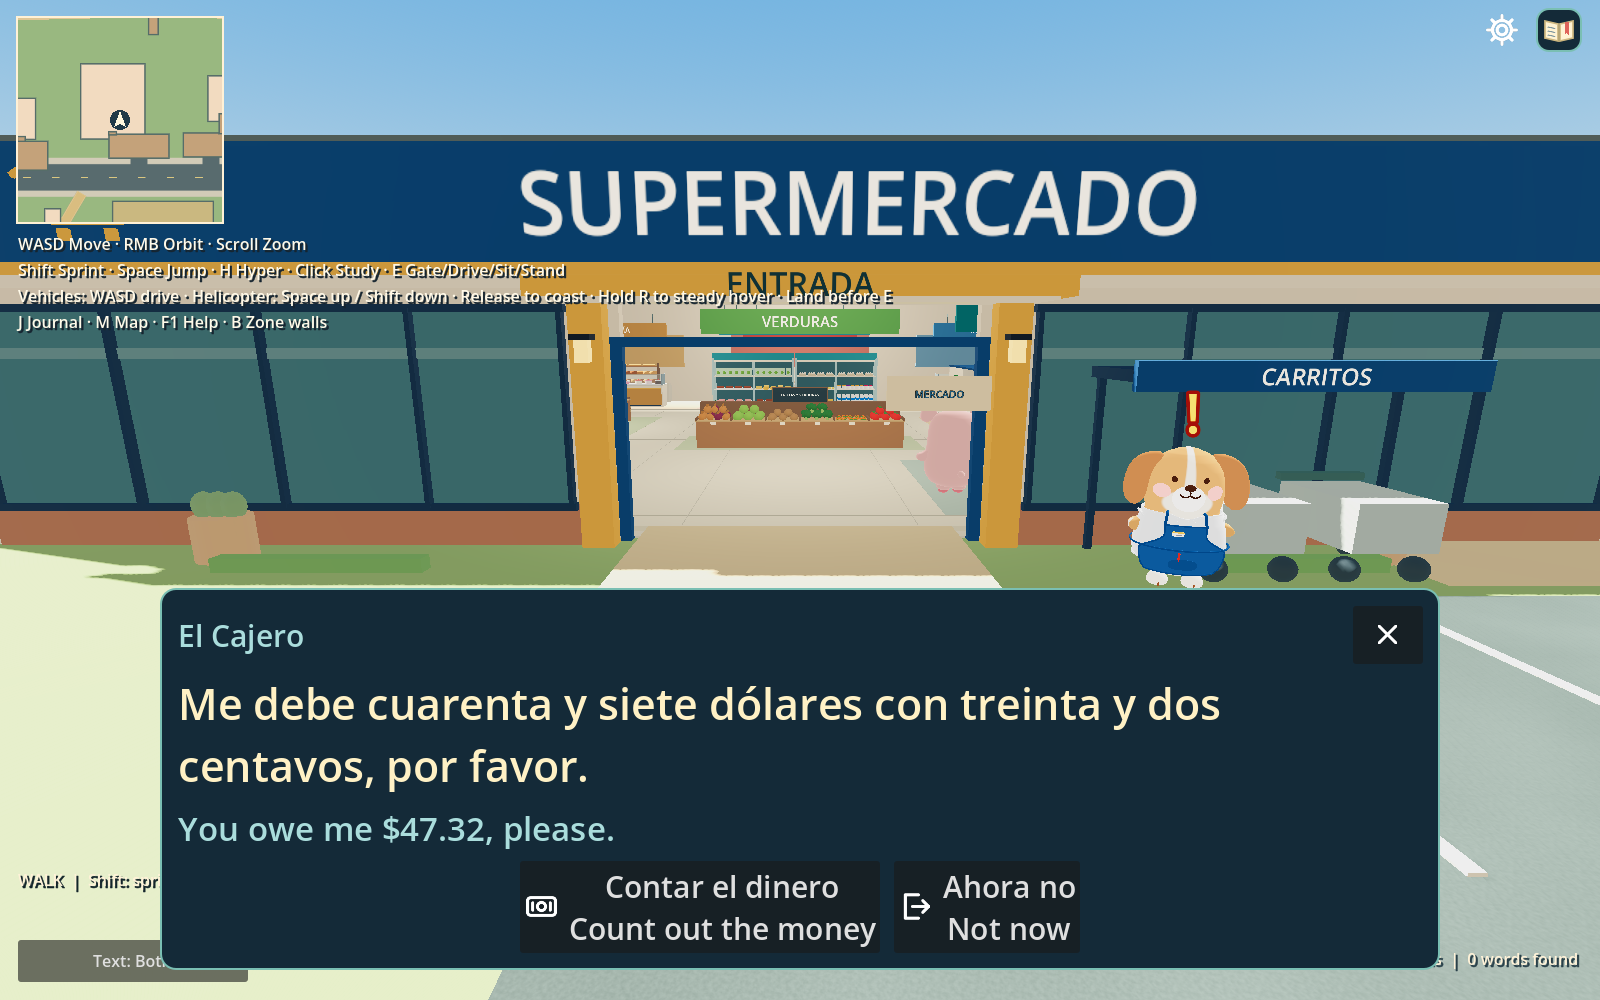 SUPERMERCADO
WASD Move · RMB Orbit · Scroll Zoom
Shift Sprint · Space Jump · H Hyper · Click Study · E Gate/Drive/Sit/Stand
ENTRADA
Vehicles: WASD drive · Helicopter: Space up / Shift down · Release to coast · Hold R to steady hover · Land before E
J Journal · M Map · F1 Help · B Zone walls
VERDURAS
CARRITOS
MERCADO
El Cajero
Me debe cuarenta y siete dólares con treinta y dos
centavos, por favor.
You owe me $47.32, please.
Contar el dinero
Count out the money
Ahora no
Not now
WALK | Shift:
Text:
| 0 words found